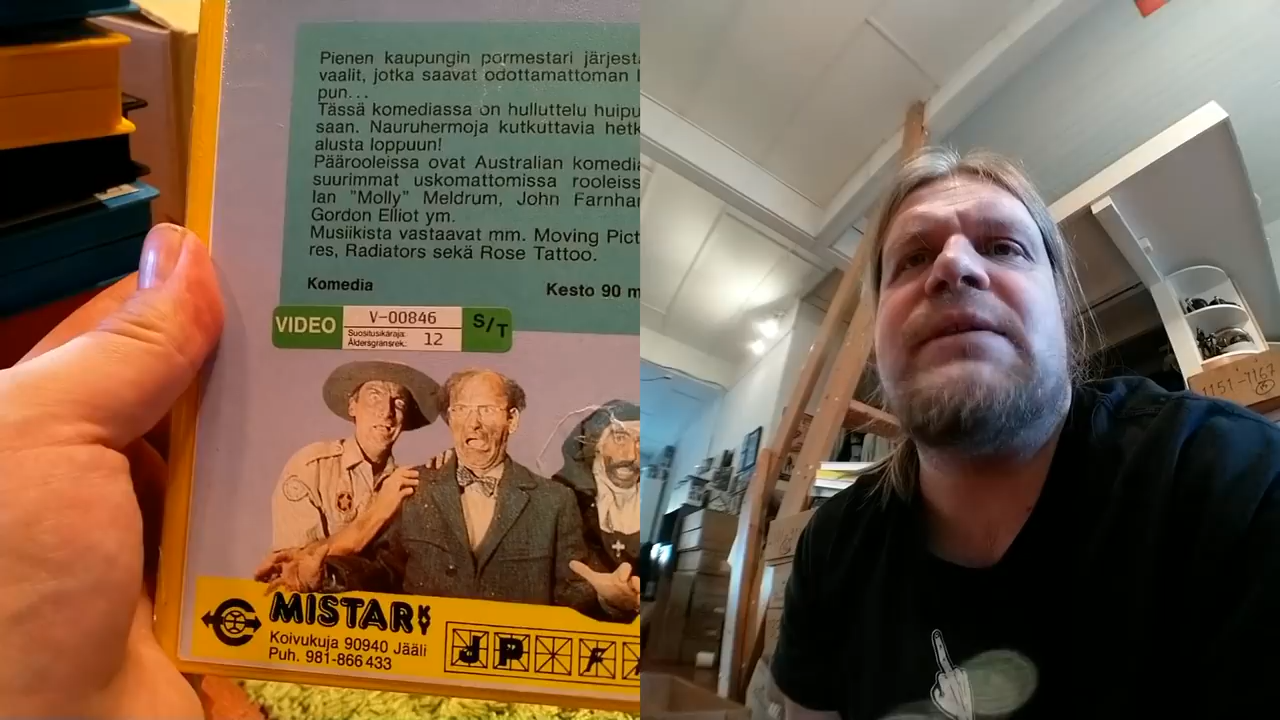 Pienen kaupungin pormestari järjest
vaalit, jotka saavat odottamattoman l
pun...
Tässä komediassa on hulluttelu huipu
saan. Nauruhermoja kutkuttavia hetk
alusta loppuun!
Päärooleissa ovat Australian komedia
suurimmat uskomattomissa rooleiss
Ian "Molly" Meldrum, John Farnhar
Gordon Elliot ym.
Musiikista vastaavat mm. Moving Pict
res, Radiators sekä Rose Tattoo.
Komedia
Kesto 90 m
VIDEO V-00846 S/T
Suositusikäraja:
Åldersgränsrek.: 12
MISTAR KY
Koivukuja 90940 Jääli
Puh. 981-866 433
J P
1151-1167